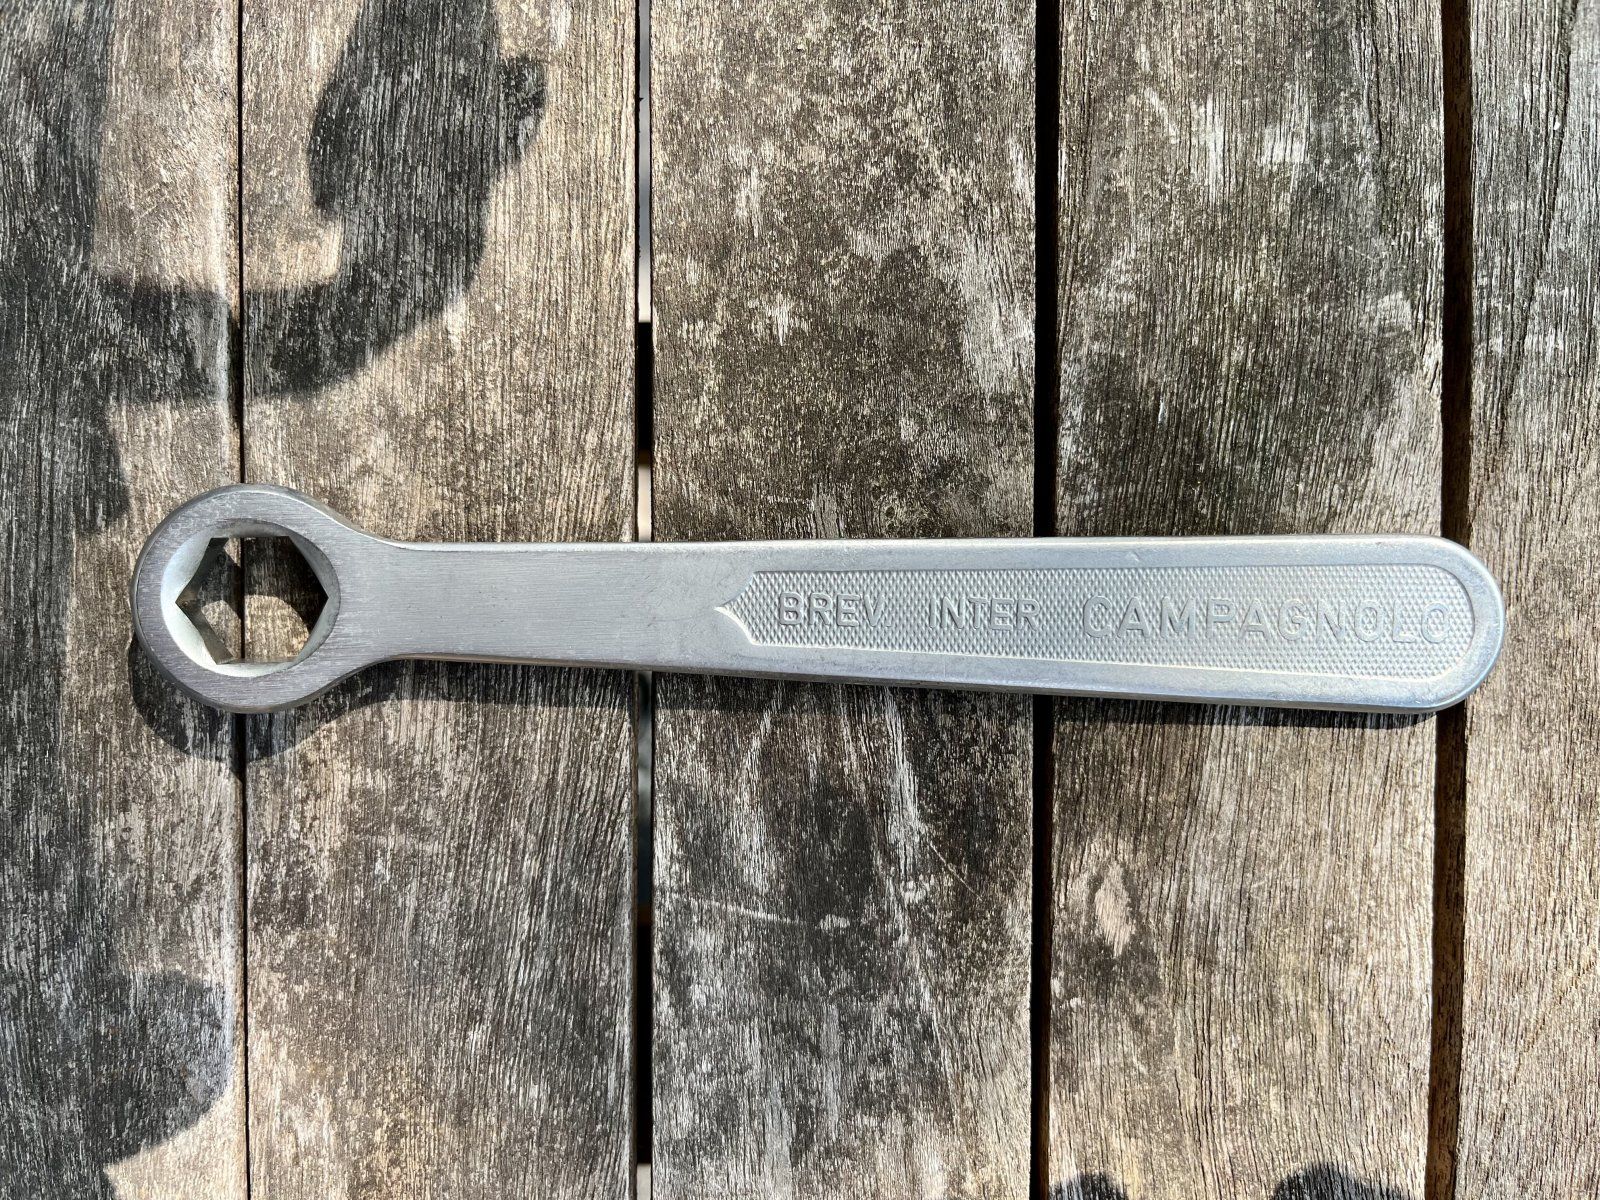 BREV. INTER CAMPAGNOLO